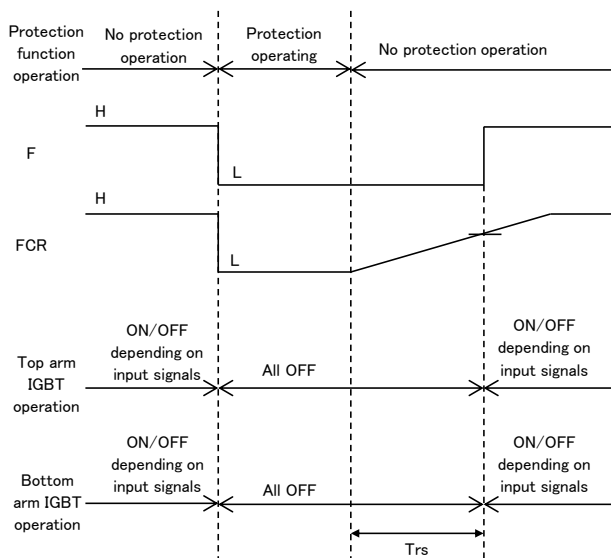 Protection
function
operation
No protection
operation
Protection
operating
No protection operation
F
H
L
FCR
H
L
Top arm
IGBT
operation
ON/OFF
depending on
input signals
All OFF
ON/OFF
depending on
input signals
Bottom
arm IGBT
operation
ON/OFF
depending on
input signals
All OFF
ON/OFF
depending on
input signals
Trs